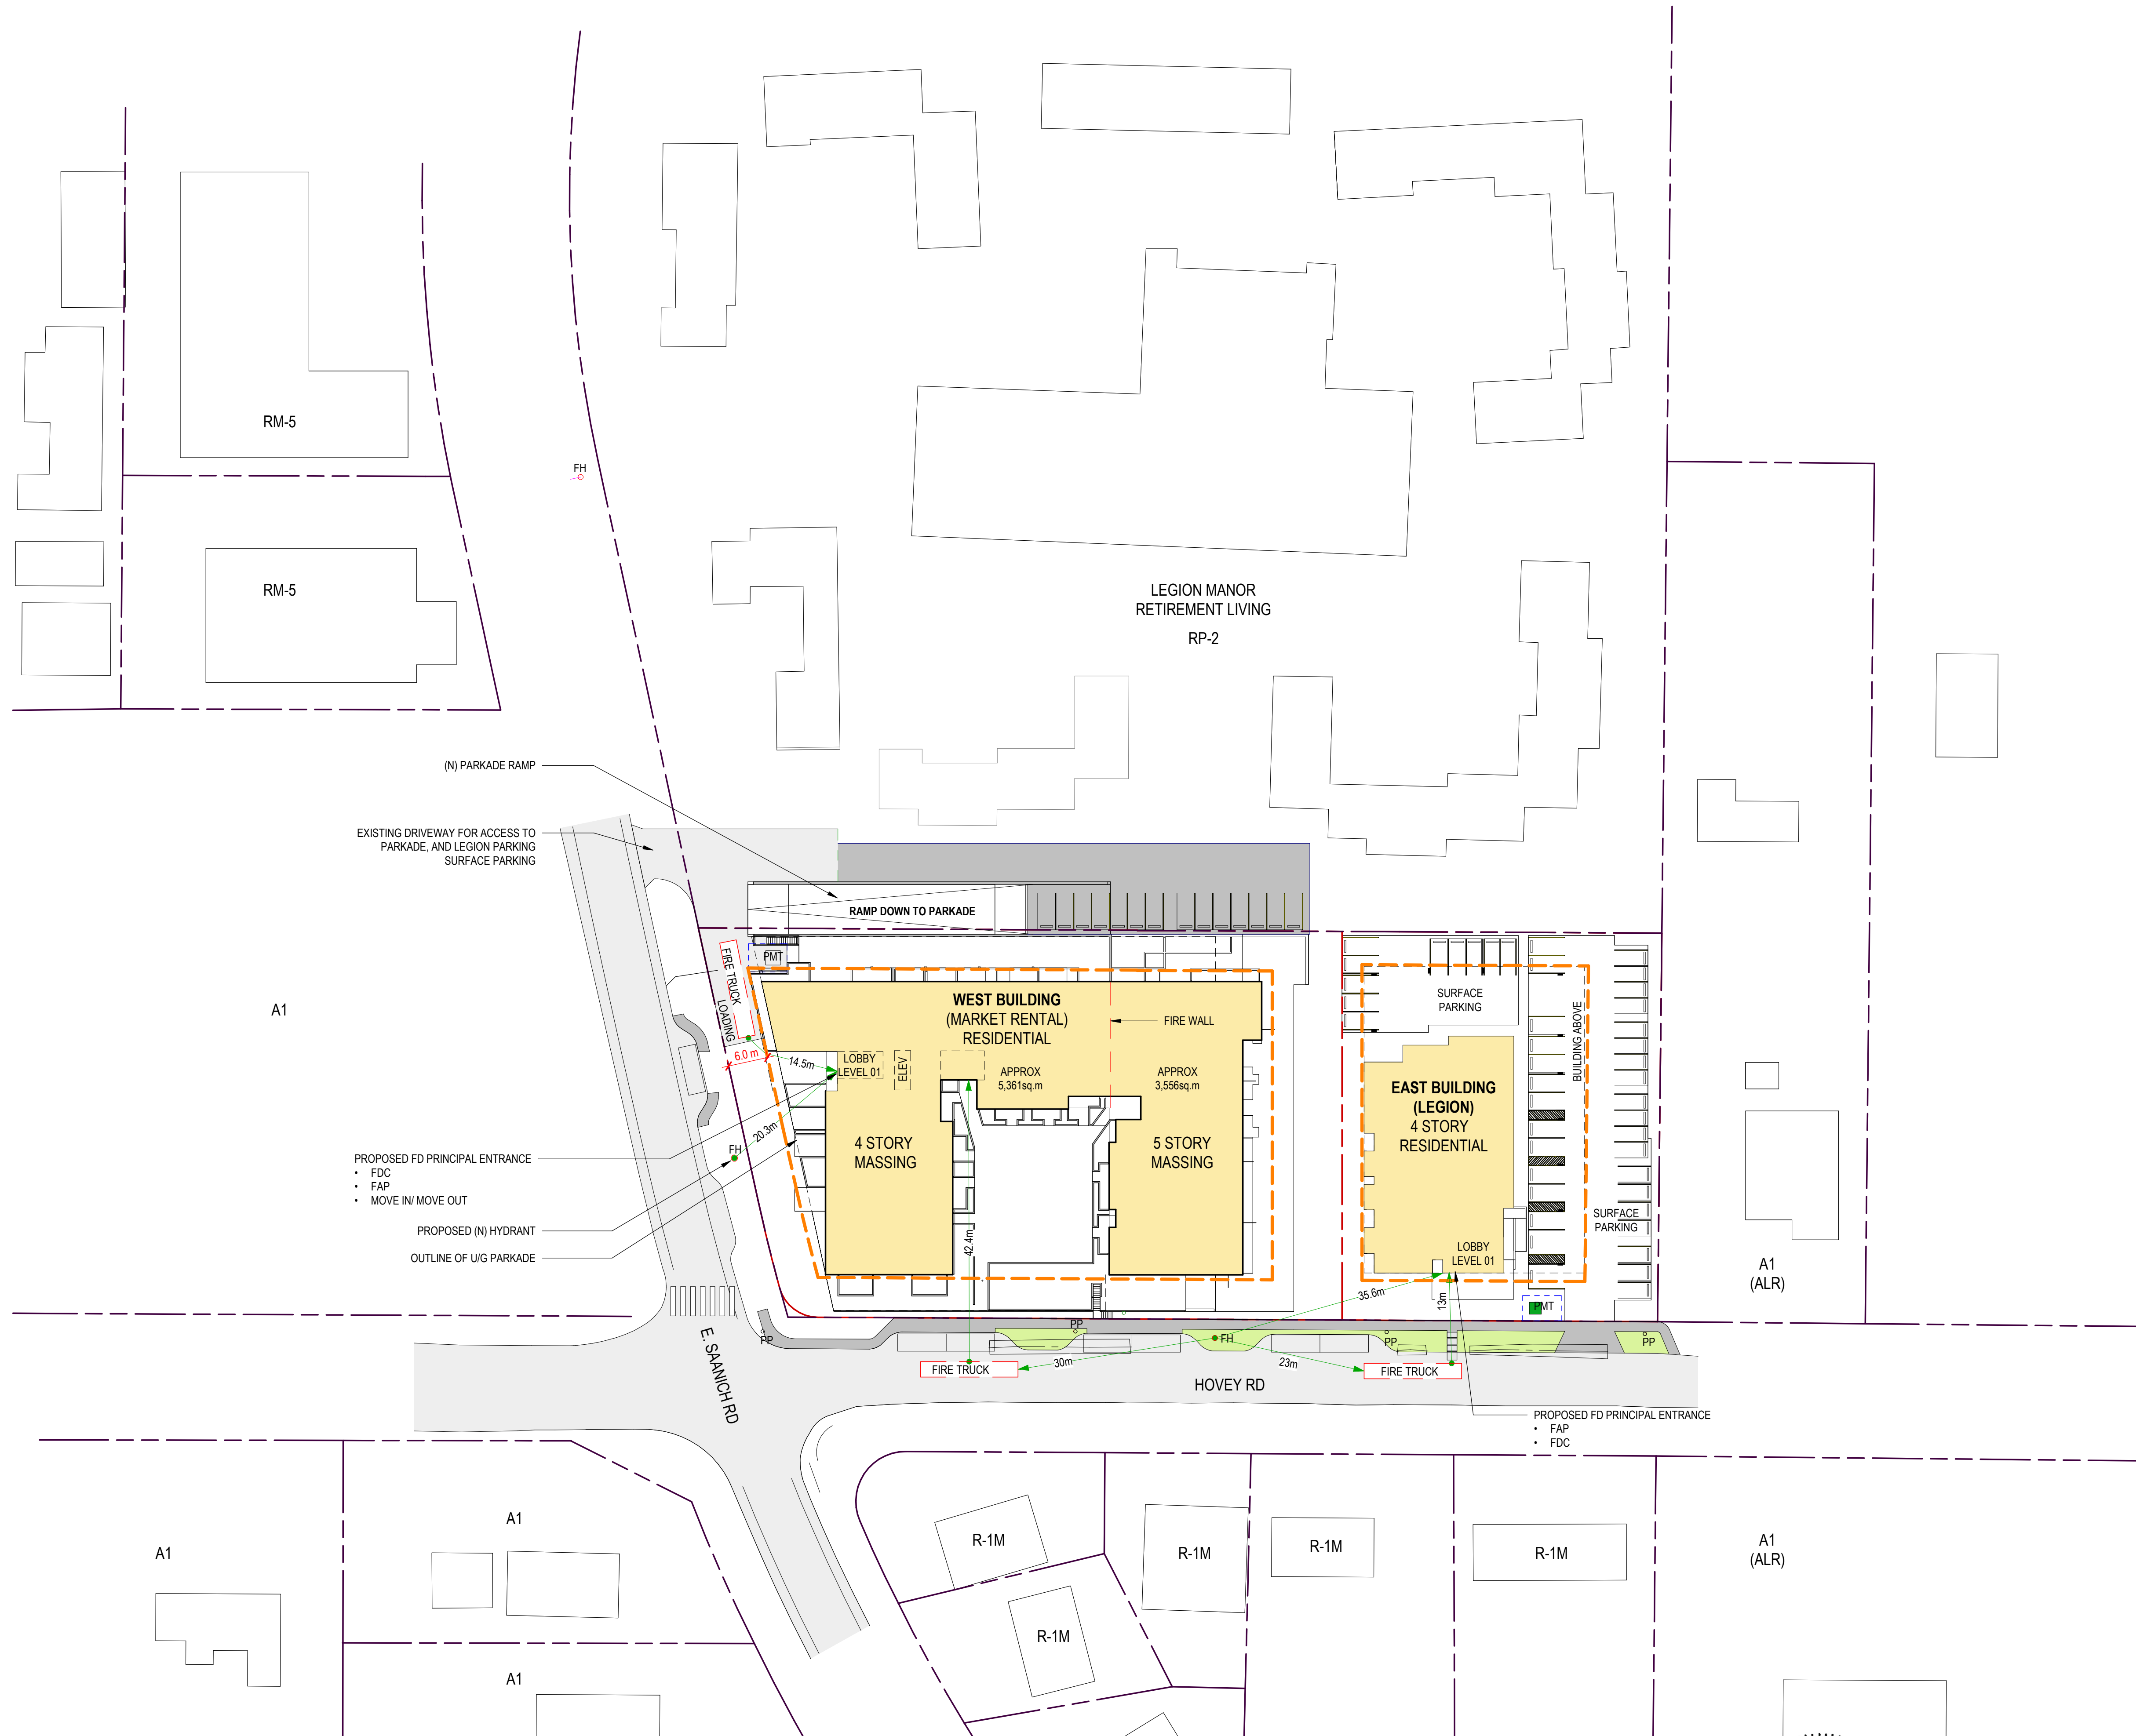 RM-5
FH
RM-5
LEGION MANOR
RETIREMENT LIVING
RP-2
(N) PARKADE RAMP
EXISTING DRIVEWAY FOR ACCESS TO
PARKADE, AND LEGION PARKING
SURFACE PARKING
RAMP DOWN TO PARKADE
FIRE TRUCK
LOADING
PMT
A1
WEST BUILDING
(MARKET RENTAL)
RESIDENTIAL
FIRE WALL
SURFACE
PARKING
BUILDING ABOVE
6.0 m
14.5m
LOBBY
LEVEL 01
ELEV
APPROX
5,361sq.m
APPROX
3,556sq.m
EAST BUILDING
(LEGION)
4 STORY
RESIDENTIAL
20.3m
FH
4 STORY
MASSING
5 STORY
MASSING
PROPOSED FD PRINCIPAL ENTRANCE
• FDC
• FAP
• MOVE IN/ MOVE OUT
PROPOSED (N) HYDRANT
OUTLINE OF U/G PARKADE
42.4m
SURFACE
PARKING
LOBBY
LEVEL 01
A1
(ALR)
35.6m
13m
PMT
E. SAANICH RD
PP
PP
FH
PP
PP
FIRE TRUCK
30m
23m
FIRE TRUCK
HOVEY RD
PROPOSED FD PRINCIPAL ENTRANCE
• FAP
• FDC
A1
A1
R-1M
R-1M
R-1M
R-1M
A1
(ALR)
R-1M
A1